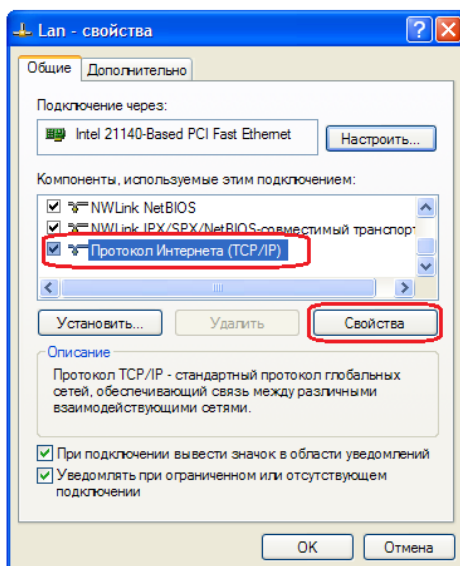 Lan - свойства
Общие Дополнительно
Подключение через:
Intel 21140-Based PCI Fast Ethernet
Настроить...
Компоненты, используемые этим подключением:
NWLink NetBIOS
NWLink IPX/SPX/NetBIOS-совместимый транспорт
Протокол Интернета (TCP/IP)
Установить... Удалить Свойства
Описание
Протокол TCP/IP - стандартный протокол глобальных
сетей, обеспечивающий связь между различными
взаимодействующими сетями.
При подключении вывести значок в области уведомлений
Уведомлять при ограниченном или отсутствующем
подключении
ОК Отмена